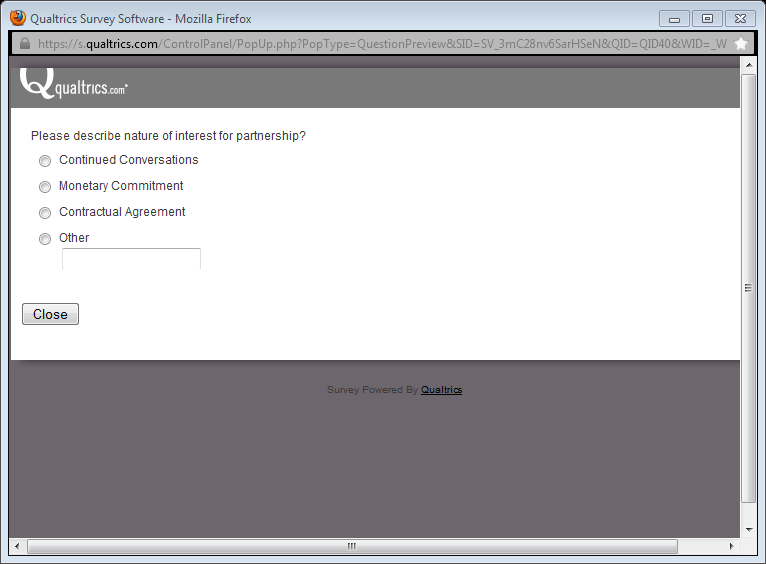 Qualtrics Survey Software - Mozilla Firefox
https://s.qualtrics.com/ControlPanel/PopUp.php?PopType=QuestionPreview&SID=SV_3mC28nv6SarHSeN&QID=QID40&WID=_W
qualtrics.com
Please describe nature of interest for partnership?
Continued Conversations
Monetary Commitment
Contractual Agreement
Other
Close
Survey Powered By Qualtrics